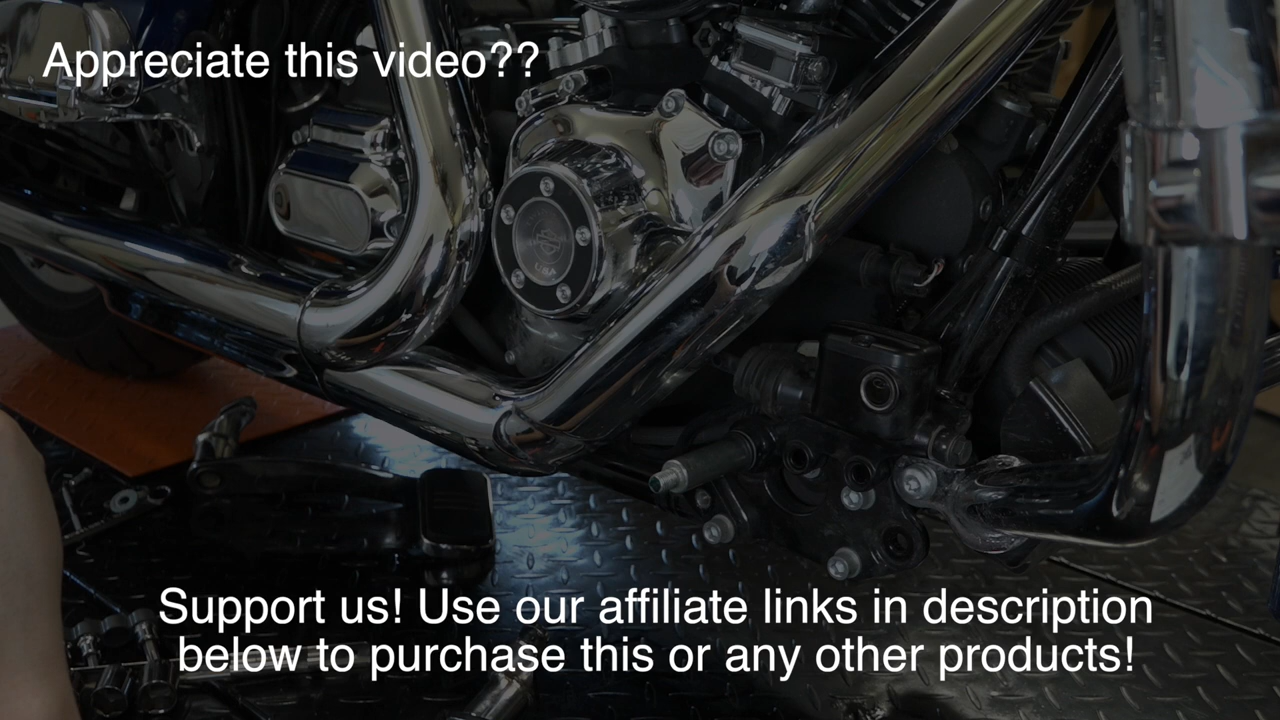 Appreciate this video??
USA
Support us! Use our affiliate links in description
below to purchase this or any other products!